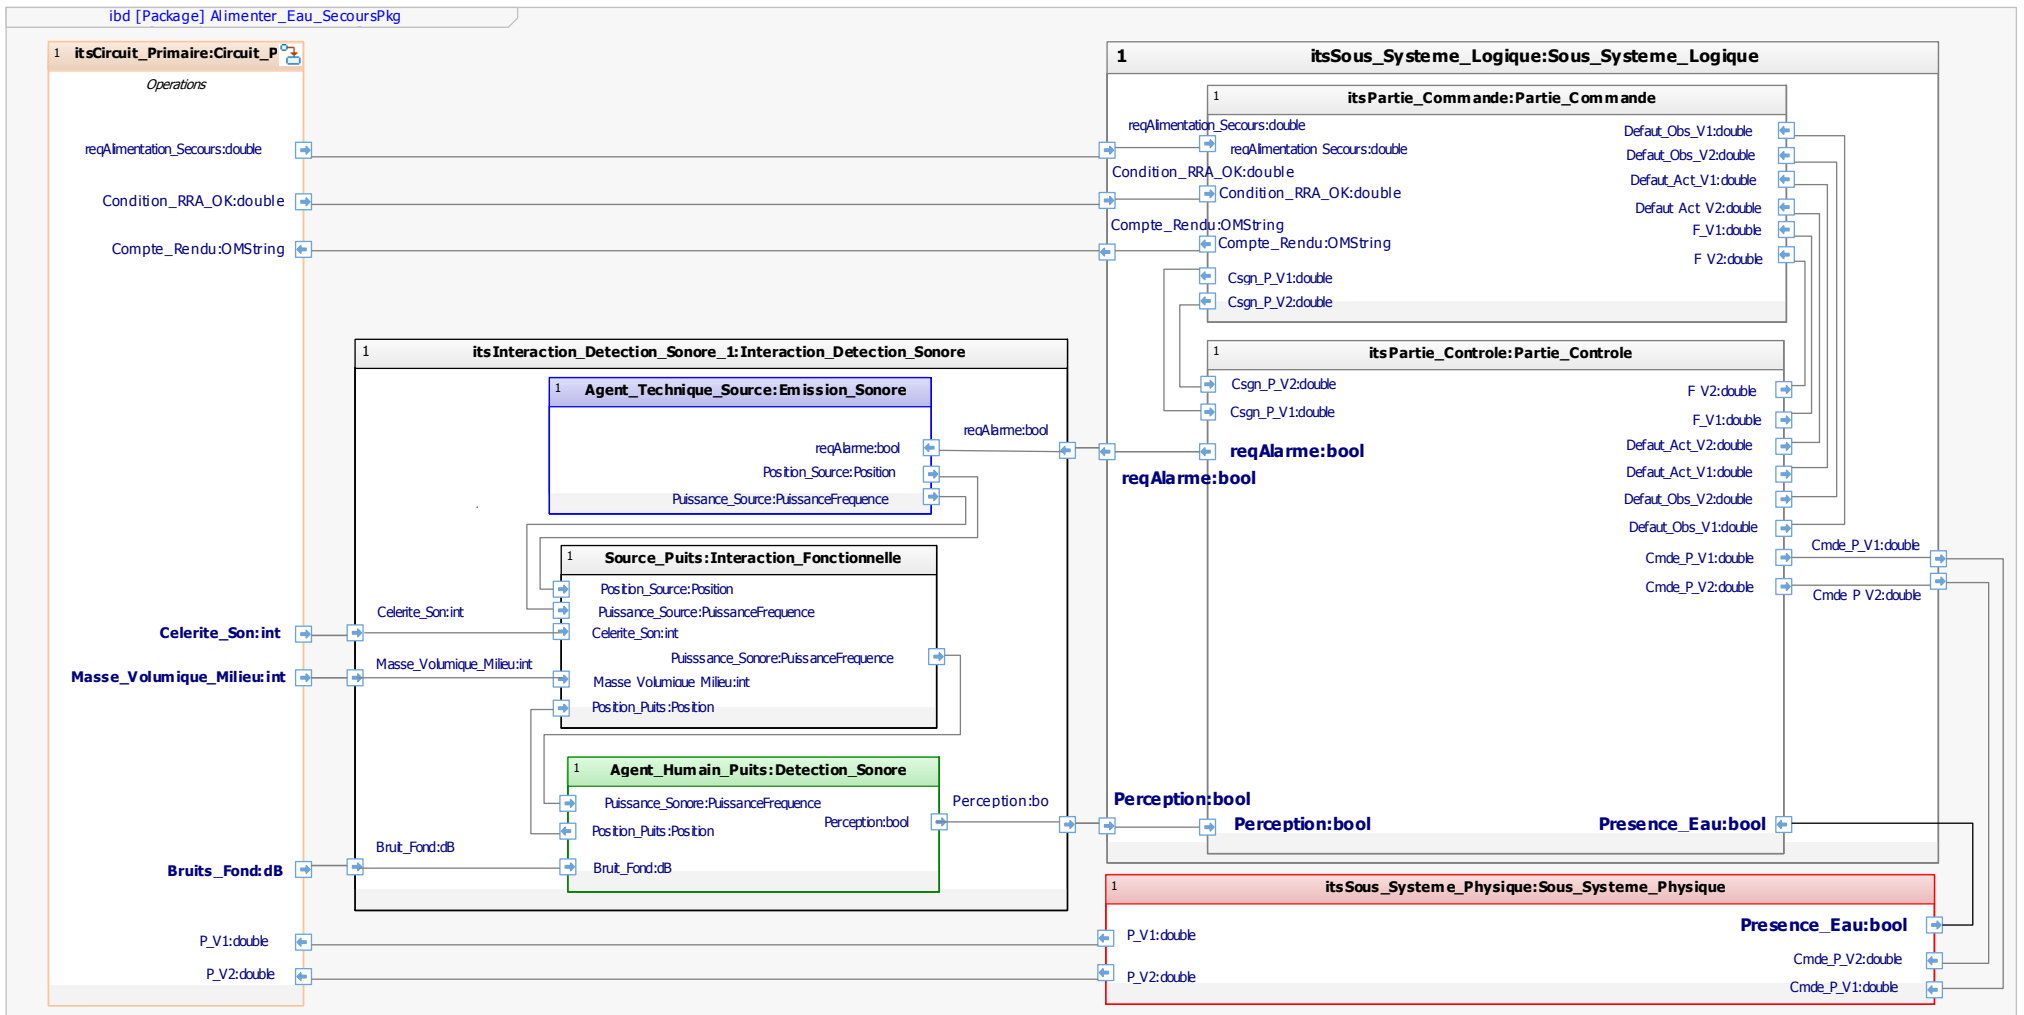 ibd [Package] Alimenter_Eau_SecoursPkg
1 itsCircuit_Primaire:Circuit_P
Operations
reqAlimentation_Secours:double
Condition_RRA_OK:double
Compte_Rendu:OMString
Celerite_Son:int
Masse_Volumique_Milieu:int
Bruits_Fond:dB
P_V1:double
P_V2:double
1 itsInteraction_Detection_Sonore_1:Interaction_Detection_Sonore
1 Agent_Technique_Source:Emission_Sonore
reqAlarme:bool
reqAlarme:bool
Position_Source:Position
Puissance_Source:PuissanceFrequence
1 Source_Puits:Interaction_Fonctionnelle
Position_Source:Position
Puissance_Source:PuissanceFrequence
Celerite_Son:int
Celerite_Son:int
Puisssance_Sonore:PuissanceFrequence
Masse_Volumique_Milieu:int
Masse_Volumique_Milieu:int
Position_Puits:Position
1 Agent_Humain_Puits:Detection_Sonore
Puissance_Sonore:PuissanceFrequence
Perception:bo
Perception:bool
Position_Puits:Position
Bruit_Fond:dB
Bruit_Fond:dB
1 itsSous_Systeme_Logique:Sous_Systeme_Logique
1 itsPartie_Commande:Partie_Commande
reqAlimentation_Secours:double
reqAlimentation_Secours:double
Condition_RRA_OK:double
Condition_RRA_OK:double
Compte_Rendu:OMString
Compte_Rendu:OMString
Csgn_P_V1:double
Csgn_P_V2:double
Defaut_Obs_V1:double
Defaut_Obs_V2:double
Defaut_Act_V1:double
Defaut_Act_V2:double
F_V1:double
F_V2:double
1 itsPartie_Controle:Partie_Controle
Csgn_P_V2:double
Csgn_P_V1:double
reqAlarme:bool
reqAlarme:bool
F_V2:double
F_V1:double
Defaut_Act_V2:double
Defaut_Act_V1:double
Defaut_Obs_V2:double
Defaut_Obs_V1:double
Cmde_P_V1:double
Cmde_P_V1:double
Cmde_P_V2:double
Cmde_P_V2:double
Perception:bool
Perception:bool
Presence_Eau:bool
1 itsSous_Systeme_Physique:Sous_Systeme_Physique
Presence_Eau:bool
P_V1:double
Cmde_P_V2:double
P_V2:double
Cmde_P_V1:double